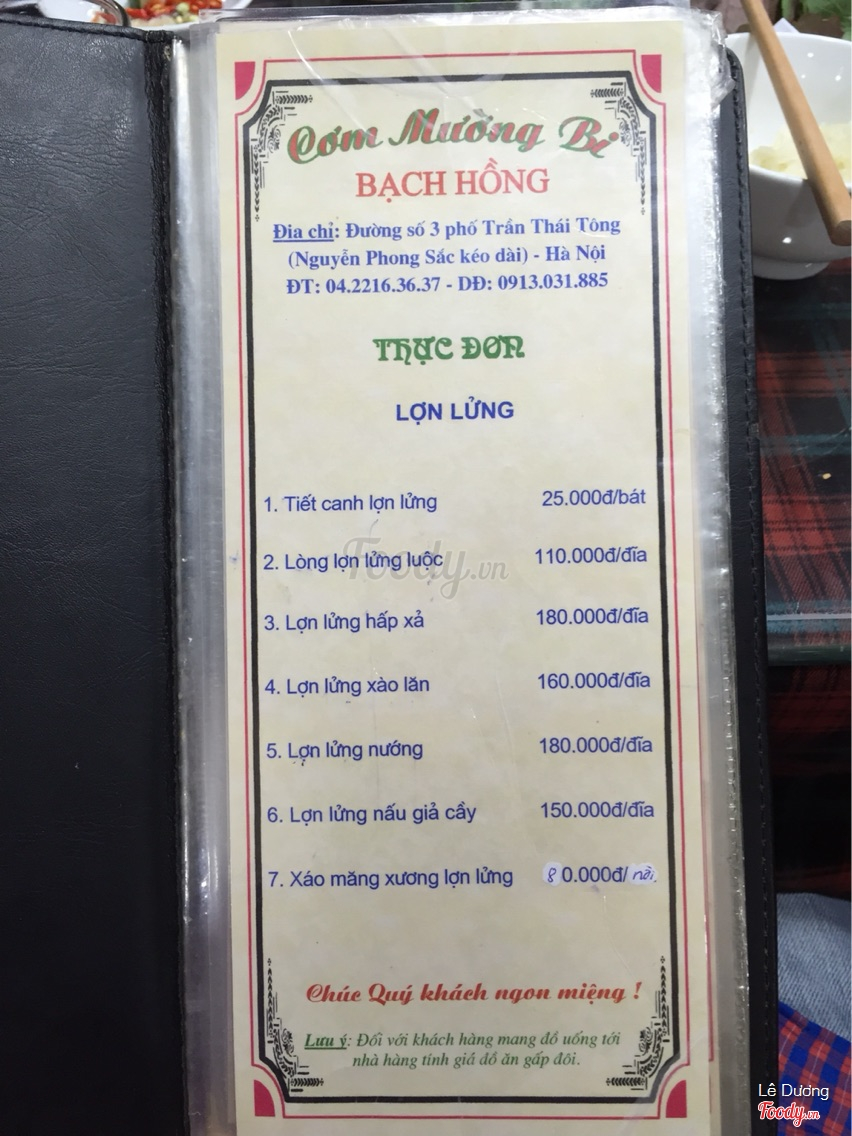 Cơm Mường Bi
BẠCH HỒNG
Đia chỉ: Đường số 3 phố Trần Thái Tông
(Nguyễn Phong Sắc kéo dài) - Hà Nội
ĐT: 04.2216.36.37 - DĐ: 0913.031.885
THỰC ĐƠN
LỢN LỬNG
1. Tiết canh lợn lửng 25.000đ/bát
2. Lòng lợn lửng luộc 110.000đ/đĩa
Foody.vn
3. Lợn lửng hấp xả 180.000đ/đĩa
4. Lợn lửng xào lăn 160.000đ/đĩa
5. Lợn lửng nướng 180.000đ/đĩa
6. Lợn lửng nấu giả cầy 150.000đ/đĩa
7. Xáo măng xương lợn lửng 80.000đ/ nồi.
Chúc Quý khách ngon miệng !
Lưu ý: Đối với khách hàng mang đồ uống tới
nhà hàng tính giá đồ ăn gấp đôi.
Lê Dương
Foody.vn